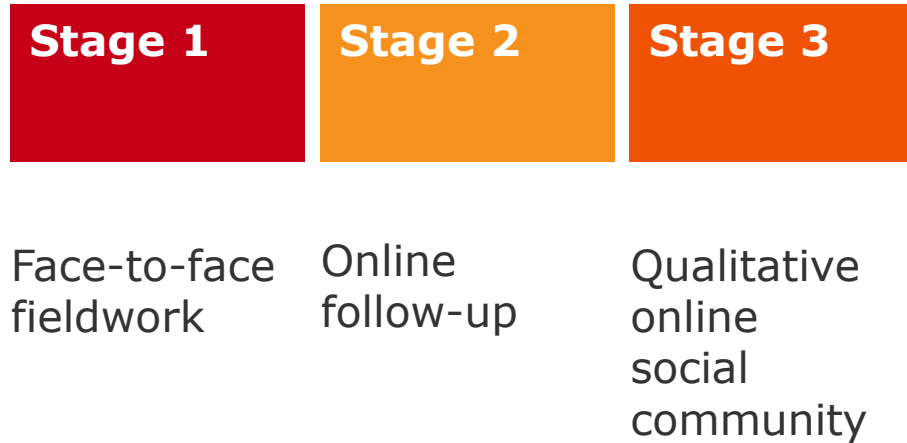 Stage 1
Stage 2
Stage 3
Face-to-face
fieldwork
Online
follow-up
Qualitative
online
social
community